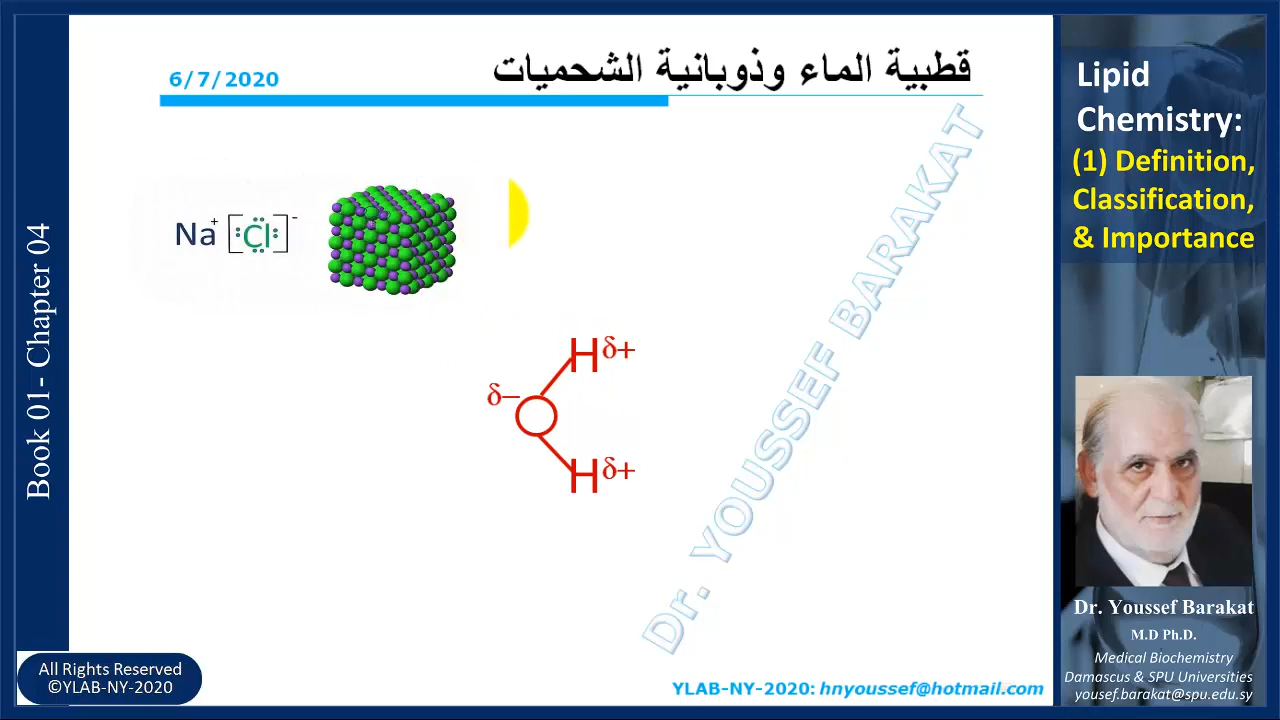 قطبية الماء وذوبانية الشحميات
6/7/2020
Na+ [:Cl:]-
δ−
H δ+
H δ+
Dr. YOUSSEF BARAKAT
YLAB-NY-2020: hnyoussef@hotmail.com
Book 01- Chapter 04
All Rights Reserved
©YLAB-NY-2020
Lipid
Chemistry:
(1) Definition,
Classification,
& Importance
Dr. Youssef Barakat
M.D Ph.D.
Medical Biochemistry
Damascus & SPU Universities
yousef.barakat@spu.edu.sy